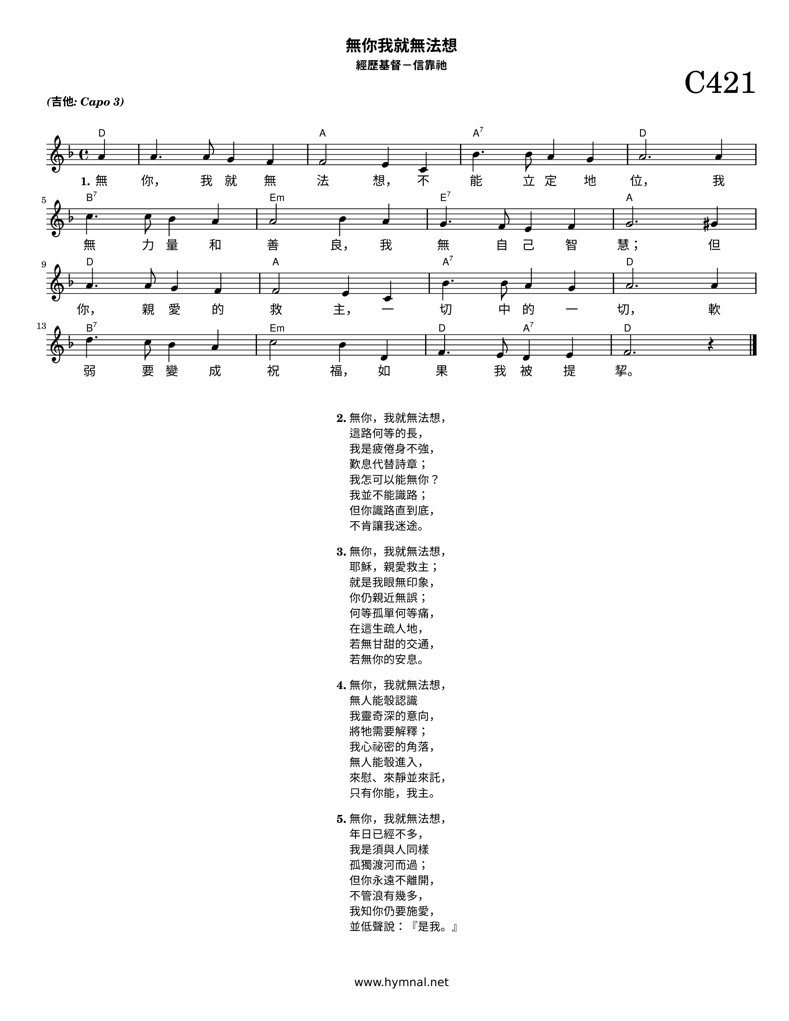 無你我就無法想
經歷基督－信靠祂
C421
(吉他: Capo 3)
D A A7 D
1. 無 你， 我 就 無 法 想， 不 能 立 定 地 位， 我
5 B7 Em E7 A
無 力 量 和 善 良， 我 無 自 己 智 慧； 但
9 D A A7 D
你， 親 愛 的 救 主， 一 切 中 的 一 切， 軟
13 B7 Em D A7 D
弱 要 變 成 祝 福， 如 果 我 被 提 挈。
2. 無你，我就無法想，
這路何等的長，
我是疲倦身不強，
歎息代替詩章；
我怎可以能無你？
我並不能識路；
但你識路直到底，
不肯讓我迷途。
3. 無你，我就無法想，
耶穌，親愛救主；
就是我眼無印象，
你仍親近無誤；
何等孤單何等痛，
在這生疏人地，
若無甘甜的交通，
若無你的安息。
4. 無你，我就無法想，
無人能彀認識
我靈奇深的意向，
將牠需要解釋；
我心祕密的角落，
無人能彀進入，
來慰、來靜並來託，
只有你能，我主。
5. 無你，我就無法想，
年日已經不多，
我是須與人同樣
孤獨渡河而過；
但你永遠不離開，
不管浪有幾多，
我知你仍要施愛，
並低聲說：『是我。』
www.hymnal.net